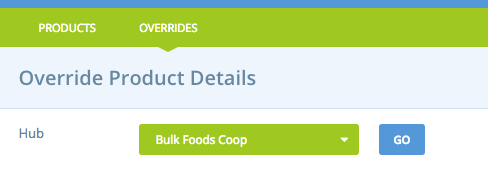 PRODUCTS OVERRIDES
Override Product Details
Hub Bulk Foods Coop GO